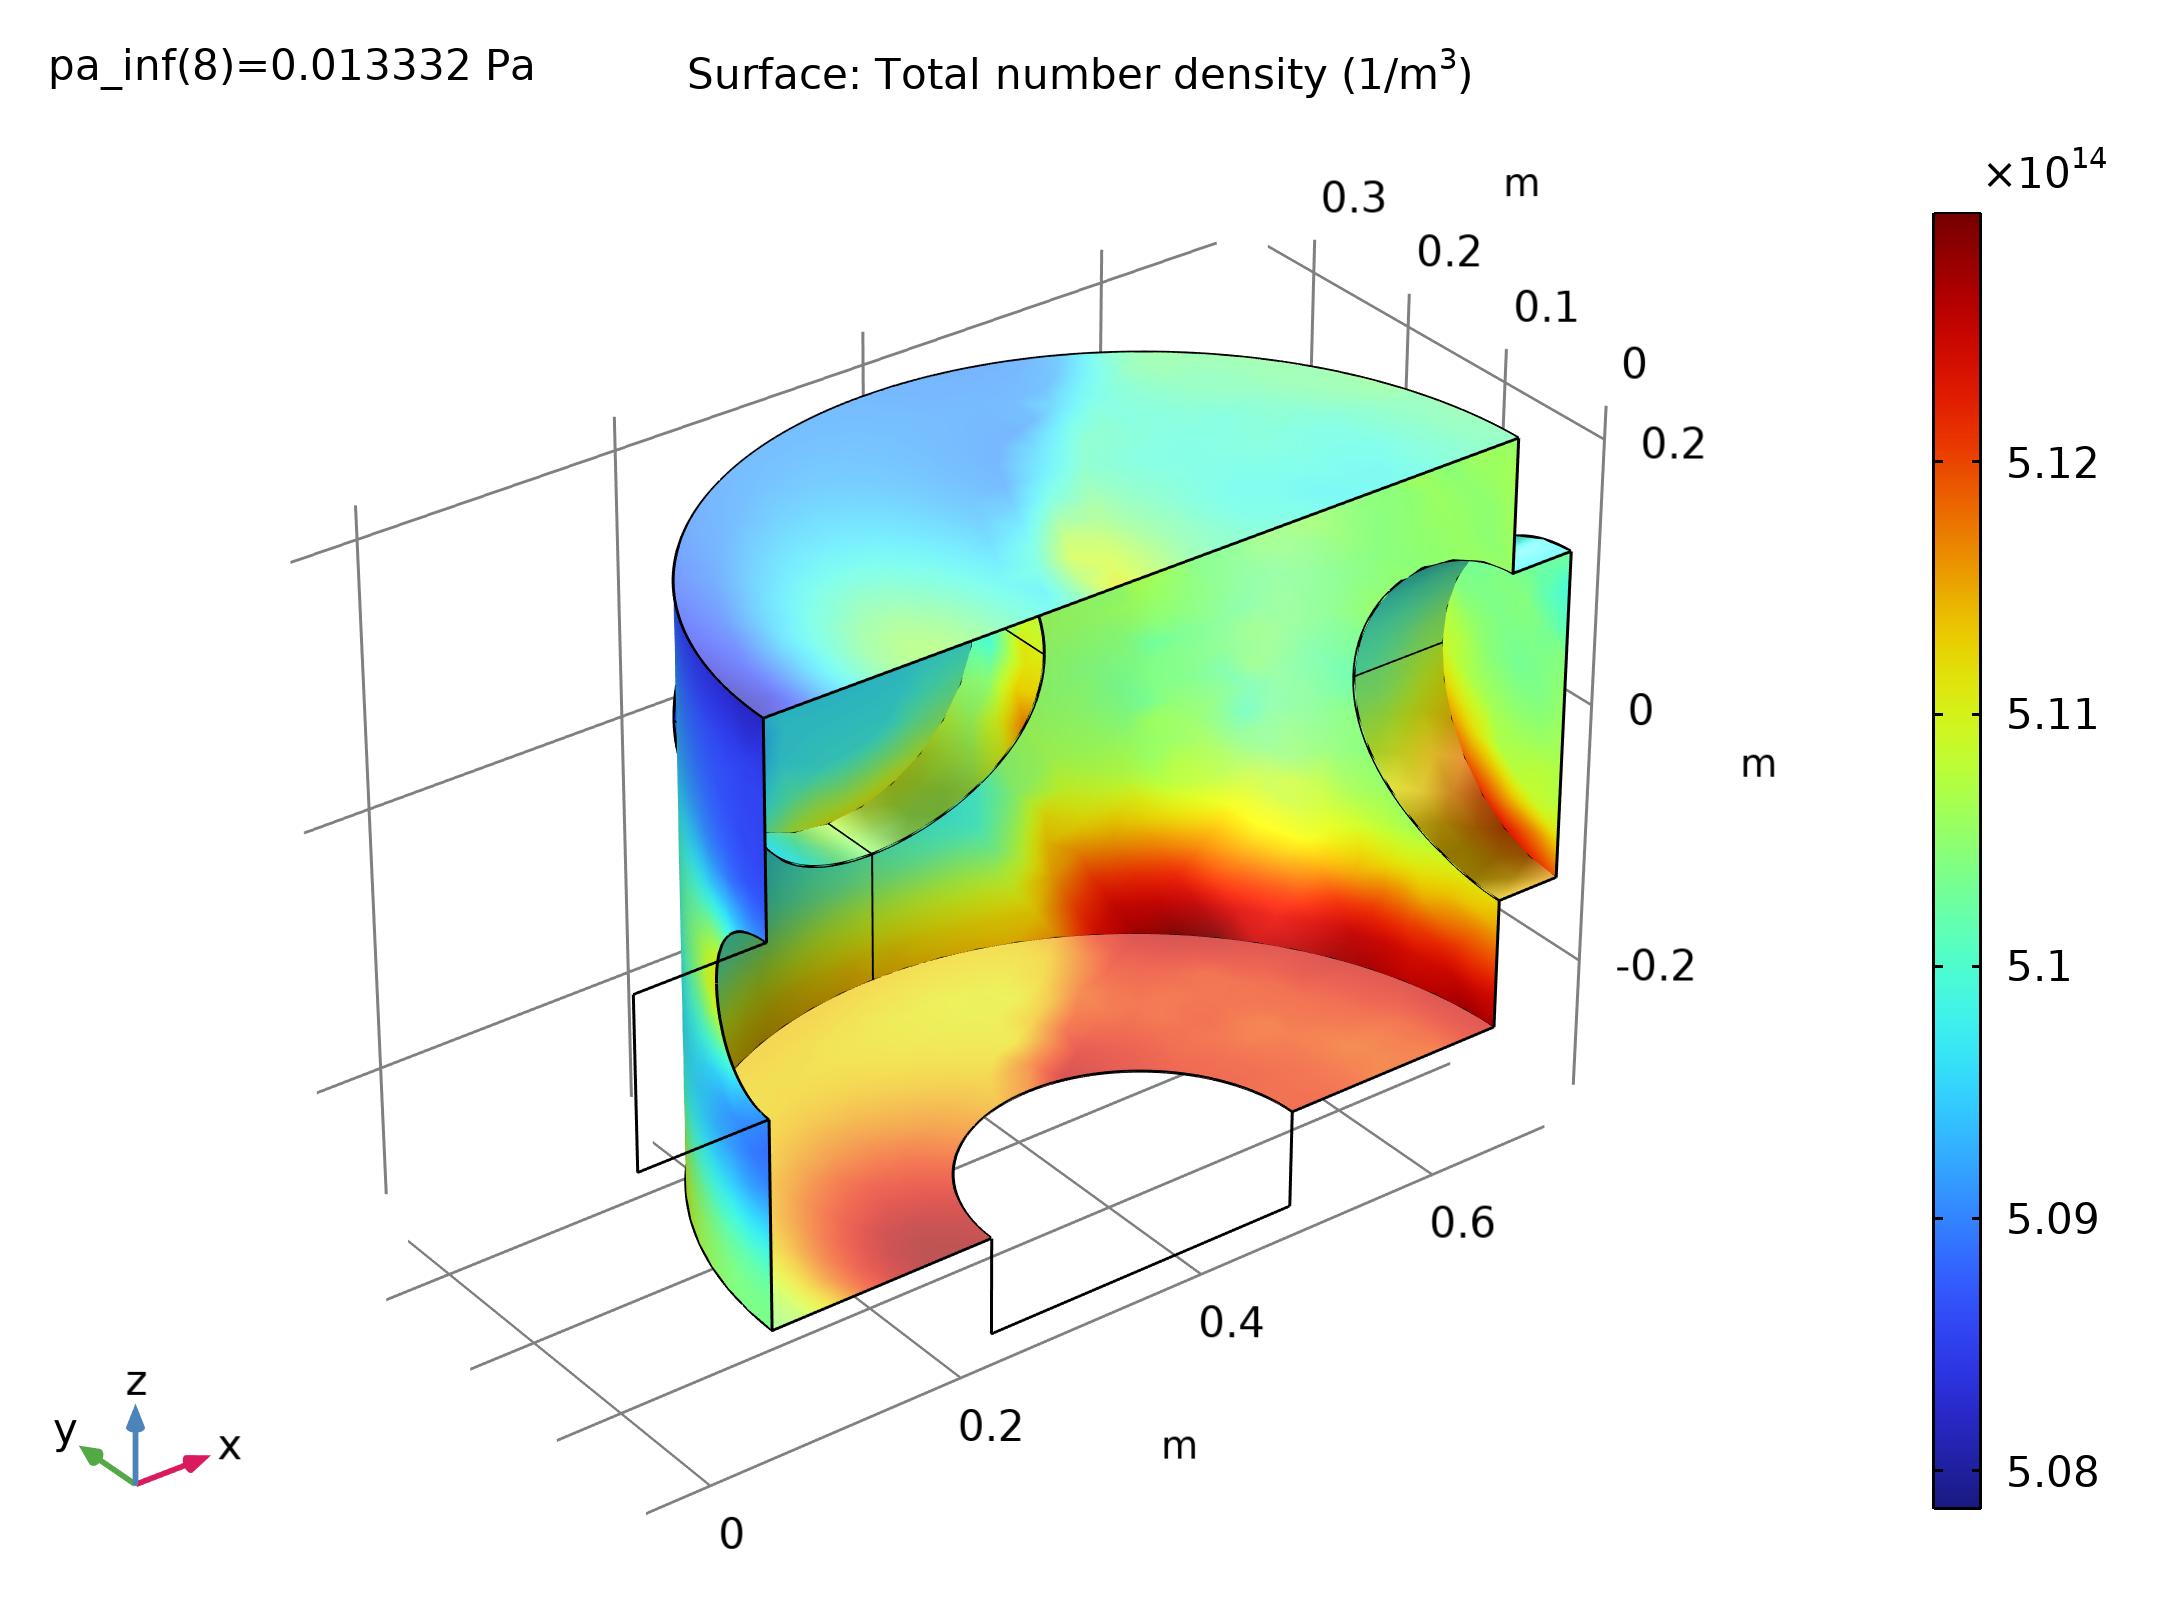 pa_inf(8)=0.013332 Pa
Surface: Total number density (1/m³)
×10¹⁴
m
0.3
0.2
0.1
0
0.2
0
m
-0.2
5.12
5.11
5.1
5.09
5.08
0.6
0.4
0.2
m
0
z
y
x